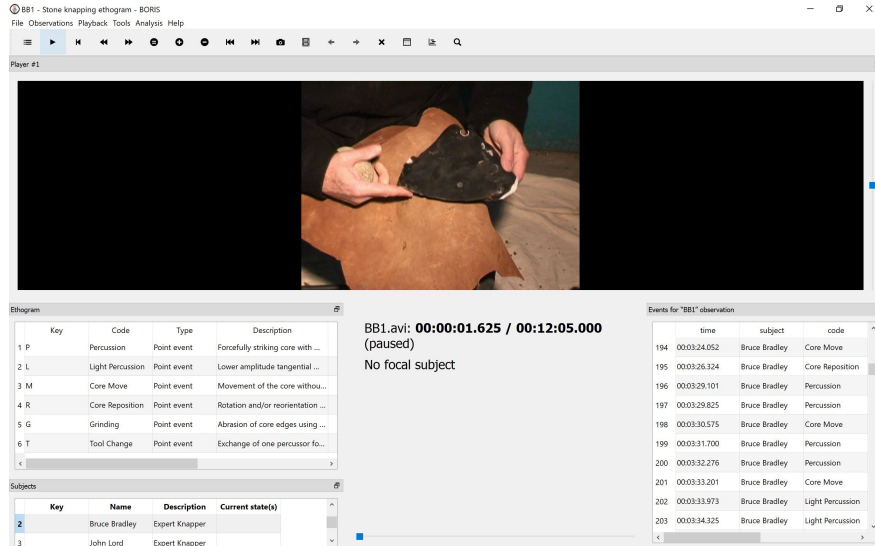 BB1 - Stone knapping ethogram - BORIS
File Observations Playback Tools Analysis Help
Player #1
Ethogram
Key Code Type Description
1 P Percussion Point event Forcefully striking core with ...
2 L Light Percussion Point event Lower amplitude tangential ...
3 M Core Move Point event Movement of the core withou...
4 R Core Reposition Point event Rotation and/or reorientation ...
5 G Grinding Point event Abrasion of core edges using ...
6 T Tool Change Point event Exchange of one percussor fo...
Subjects
Key Name Description Current state(s)
2 Bruce Bradley Expert Knapper
3 John Lord Expert Knapper
BB1.avi: 00:00:01.625 / 00:12:05.000
(paused)
No focal subject
Events for "BB1" observation
time subject code
194 00:03:24.052 Bruce Bradley Core Move
195 00:03:26.324 Bruce Bradley Core Reposition
196 00:03:29.101 Bruce Bradley Percussion
197 00:03:29.825 Bruce Bradley Percussion
198 00:03:30.575 Bruce Bradley Core Move
199 00:03:31.700 Bruce Bradley Percussion
200 00:03:32.276 Bruce Bradley Percussion
201 00:03:33.201 Bruce Bradley Core Move
202 00:03:33.973 Bruce Bradley Light Percussion
203 00:03:34.325 Bruce Bradley Light Percussion